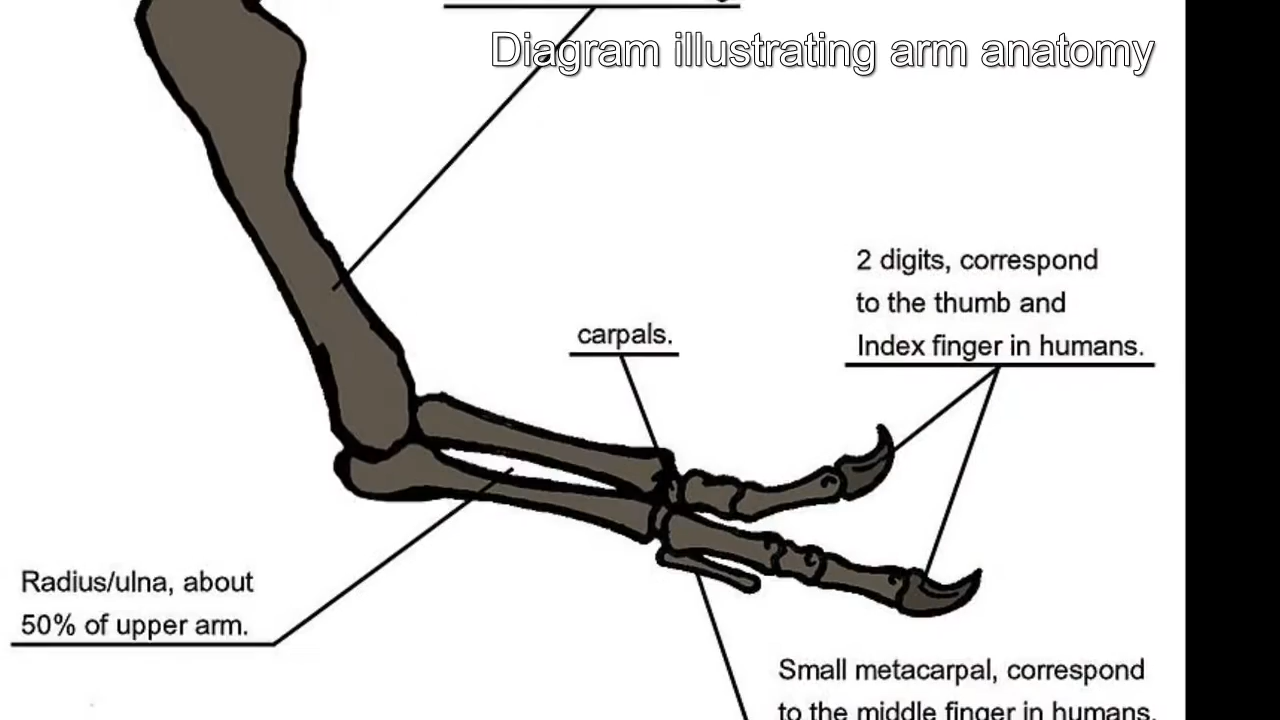 Diagram illustrating arm anatomy
2 digits, correspond
to the thumb and
Index finger in humans.
carpals.
Radius/ulna, about
50% of upper arm.
Small metacarpal, correspond
to the middle finger in humans.